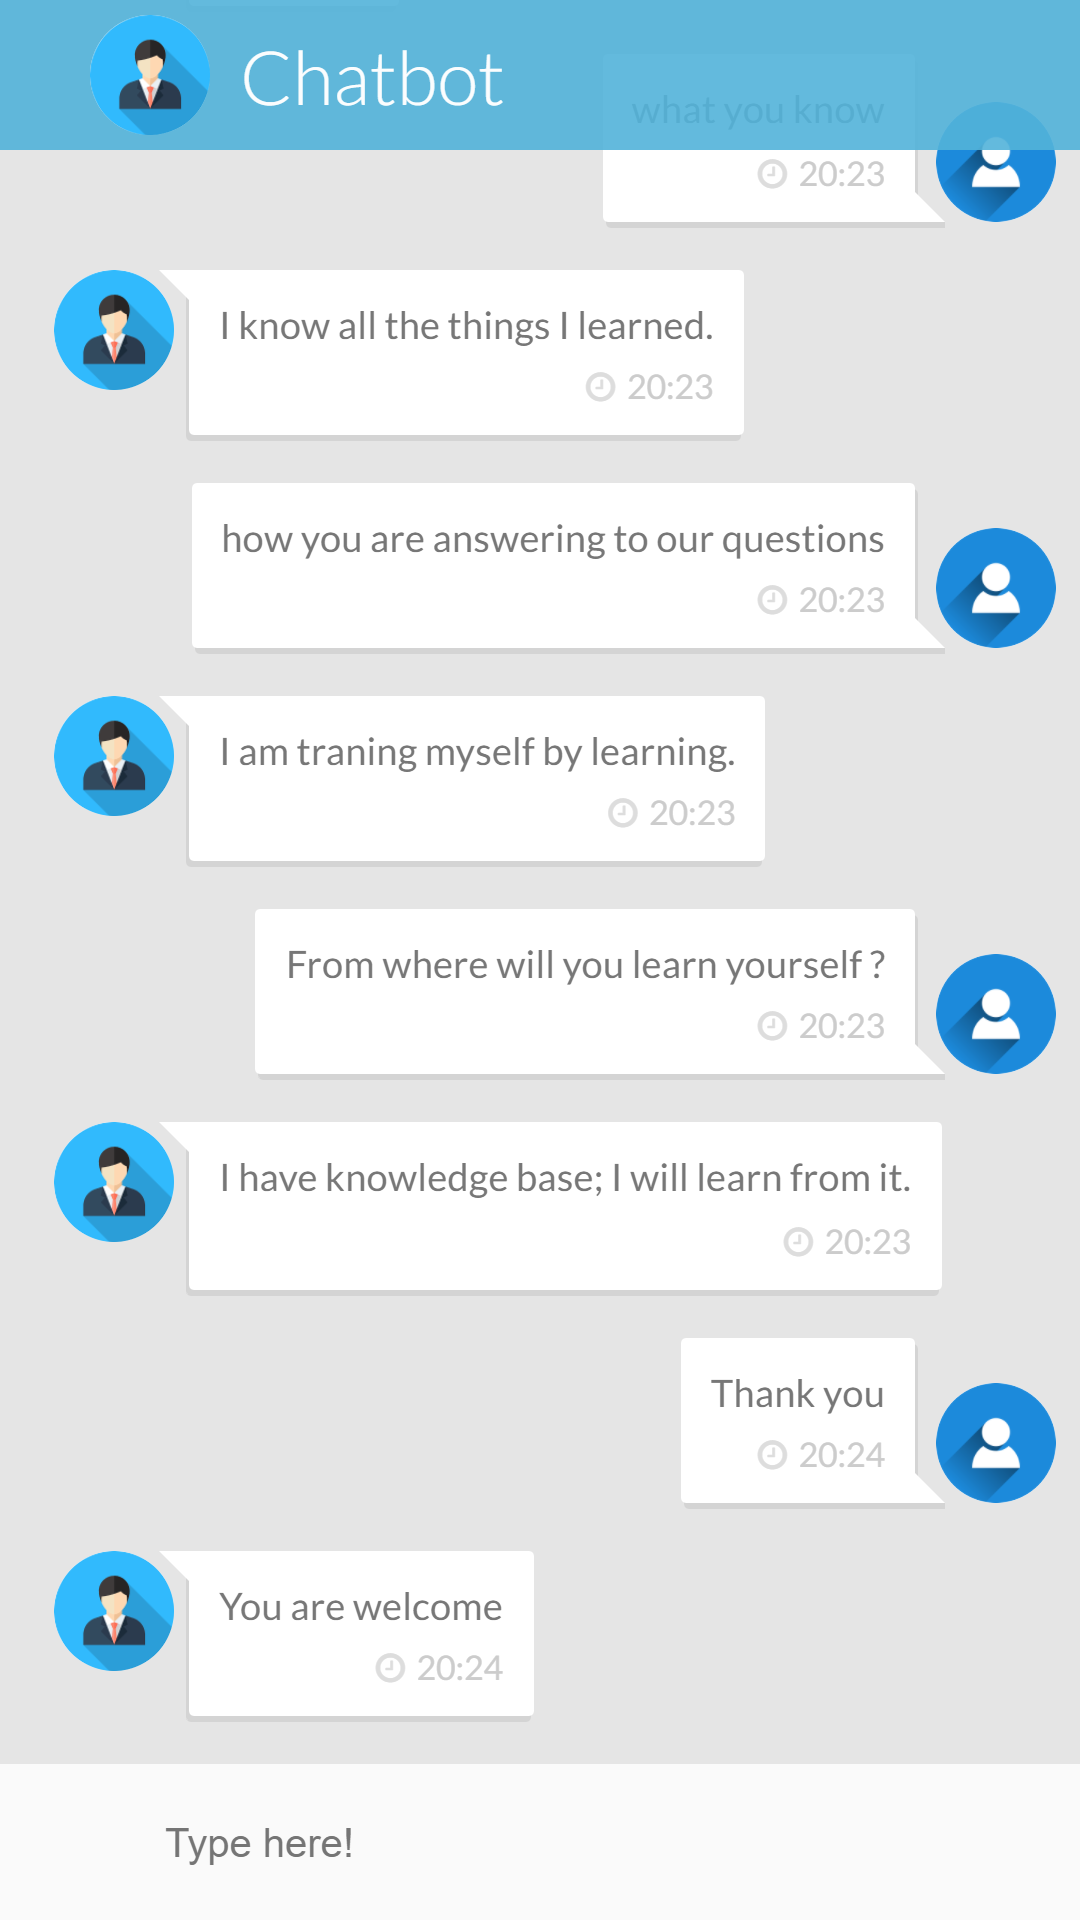 Chatbot
what you know
20:23
I know all the things I learned.
20:23
how you are answering to our questions
20:23
I am traning myself by learning.
20:23
From where will you learn yourself ?
20:23
I have knowledge base; I will learn from it.
20:23
Thank you
20:24
You are welcome
20:24
Type here!